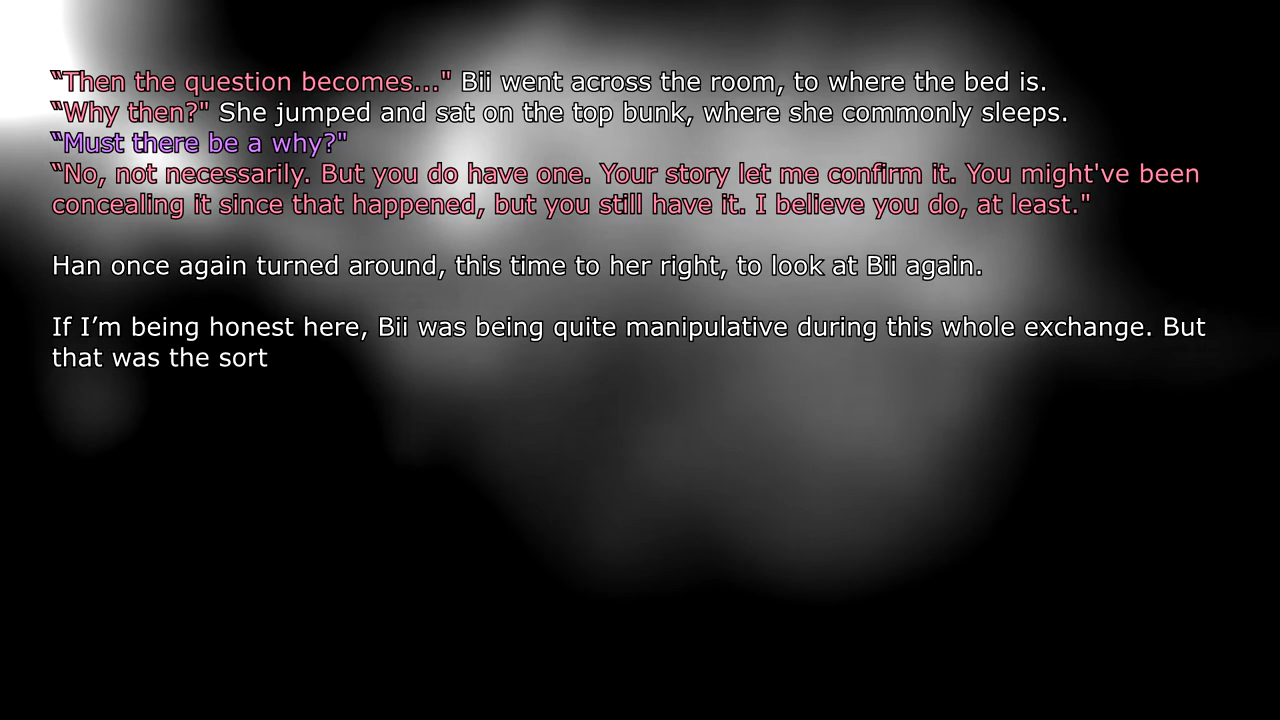 “Then the question becomes..." Bii went across the room, to where the bed is.
“Why then?" She jumped and sat on the top bunk, where she commonly sleeps.
“Must there be a why?"
“No, not necessarily. But you do have one. Your story let me confirm it. You might've been
concealing it since that happened, but you still have it. I believe you do, at least."
Han once again turned around, this time to her right, to look at Bii again.
If I’m being honest here, Bii was being quite manipulative during this whole exchange. But
that was the sort